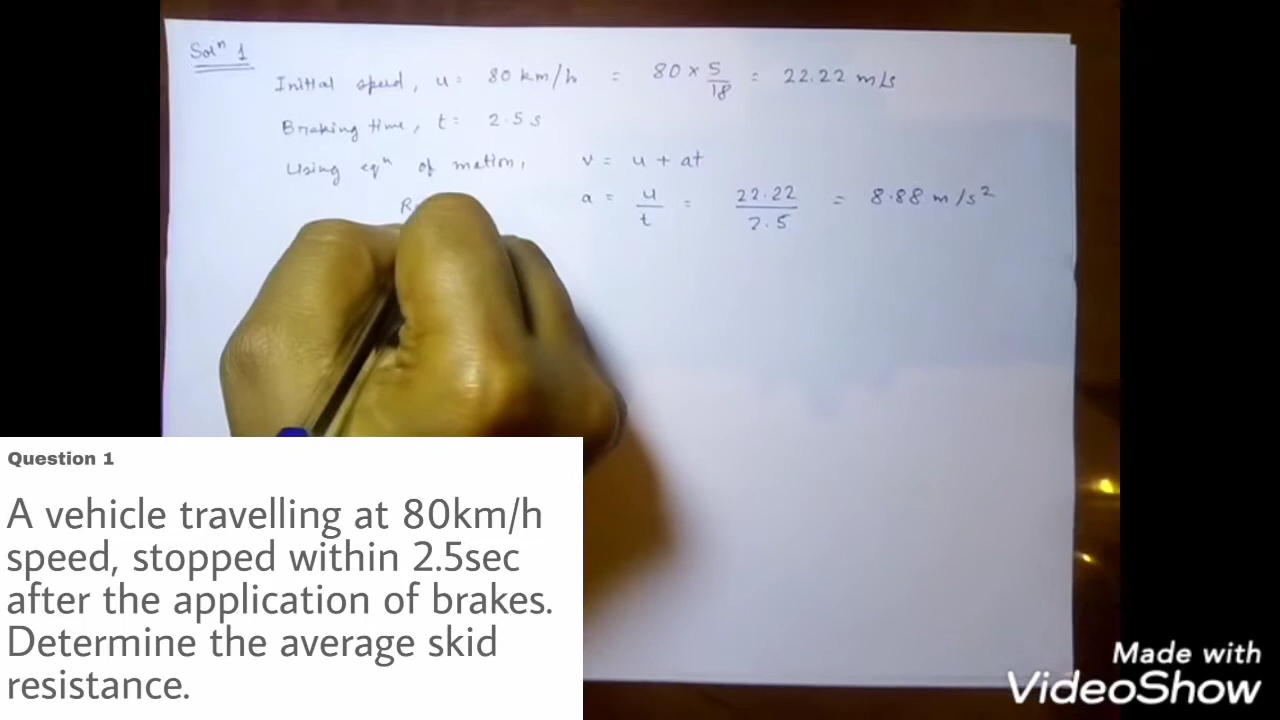 Solⁿ 1
Initial speed, u = 80 km/h = 80 × 5/18 = 22.22 m/s
Braking time, t = 2.5 s
Using eqⁿ of motion, v = u + at
a = u/t = 22.22/2.5 = 8.88 m/s²
Question 1
A vehicle travelling at 80km/h
speed, stopped within 2.5sec
after the application of brakes.
Determine the average skid
resistance.
Made with
VideoShow